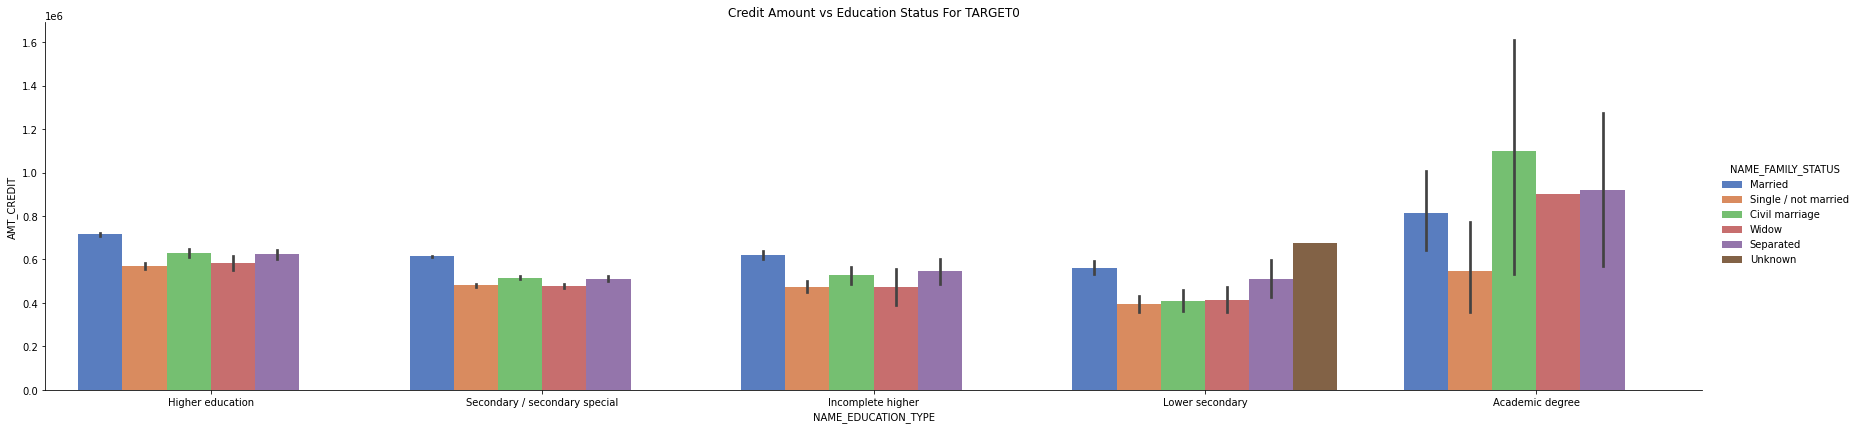 Credit Amount vs Education Status For TARGET0
1e6
1.6
1.4
1.2
1.0
0.8
0.6
0.4
0.2
0.0
AMT_CREDIT
Higher education
Secondary / secondary special
Incomplete higher
Lower secondary
Academic degree
NAME_EDUCATION_TYPE
NAME_FAMILY_STATUS
Married
Single / not married
Civil marriage
Widow
Separated
Unknown